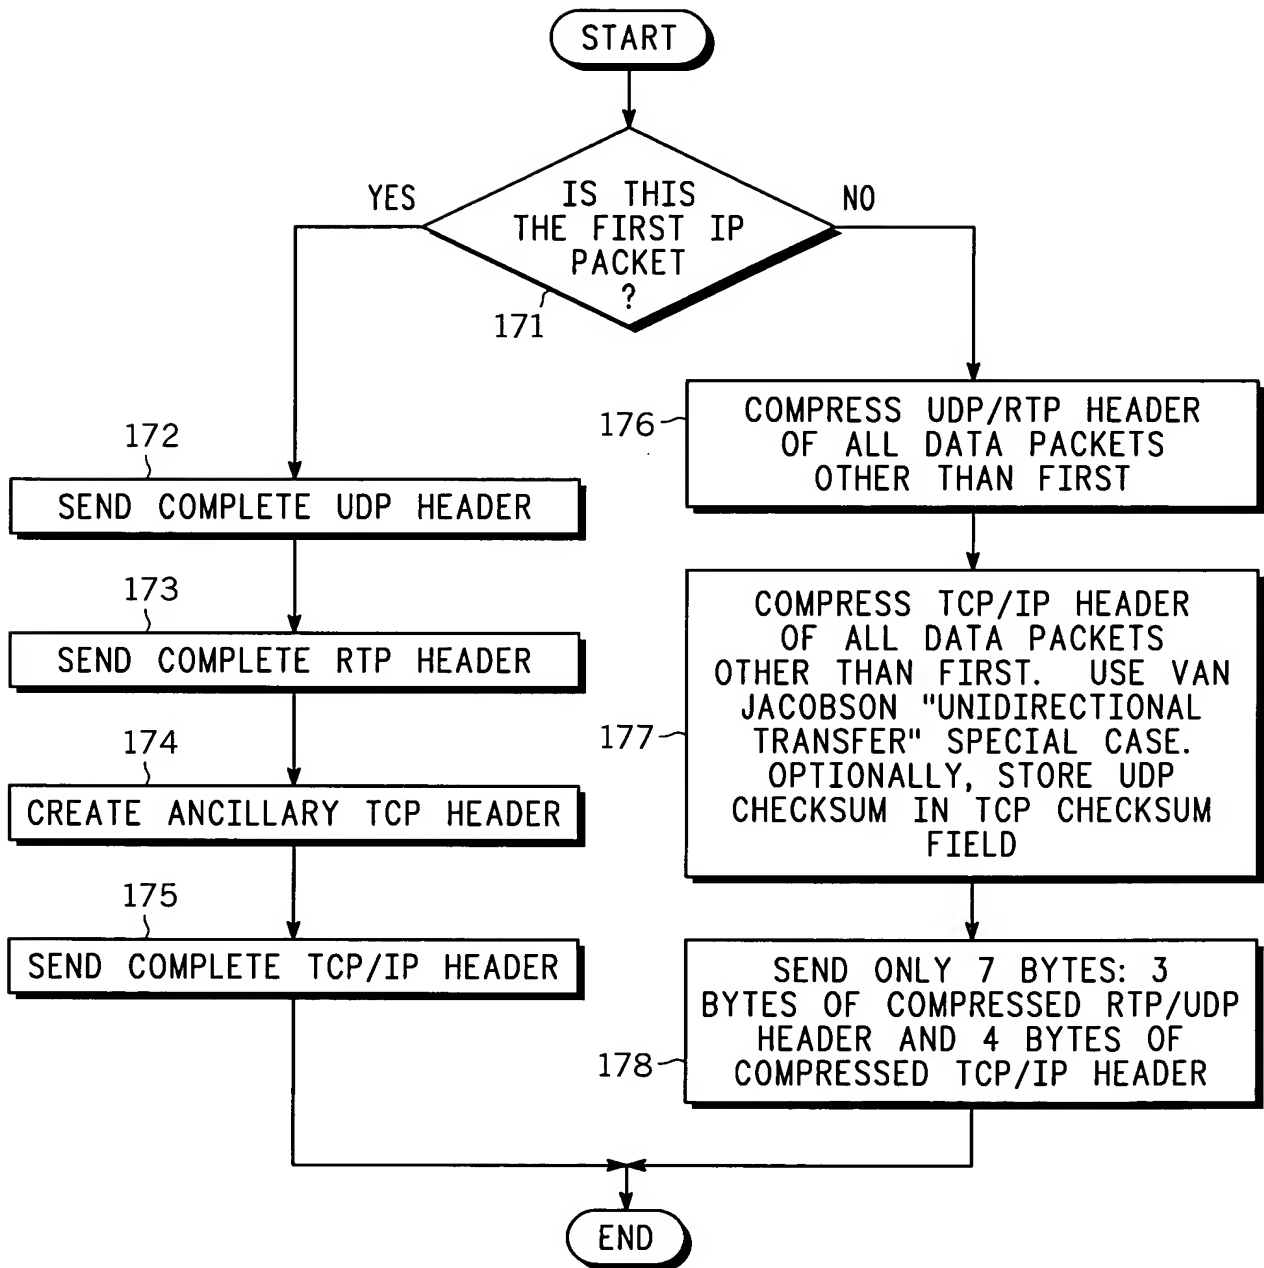 START
IS THIS
THE FIRST IP
PACKET
?
171
YES
NO
172
SEND COMPLETE UDP HEADER
173
SEND COMPLETE RTP HEADER
174
CREATE ANCILLARY TCP HEADER
175
SEND COMPLETE TCP/IP HEADER
176
COMPRESS UDP/RTP HEADER
OF ALL DATA PACKETS
OTHER THAN FIRST
177
COMPRESS TCP/IP HEADER
OF ALL DATA PACKETS
OTHER THAN FIRST. USE VAN
JACOBSON "UNIDIRECTIONAL
TRANSFER" SPECIAL CASE.
OPTIONALLY, STORE UDP
CHECKSUM IN TCP CHECKSUM
FIELD
178
SEND ONLY 7 BYTES: 3
BYTES OF COMPRESSED RTP/UDP
HEADER AND 4 BYTES OF
COMPRESSED TCP/IP HEADER
END